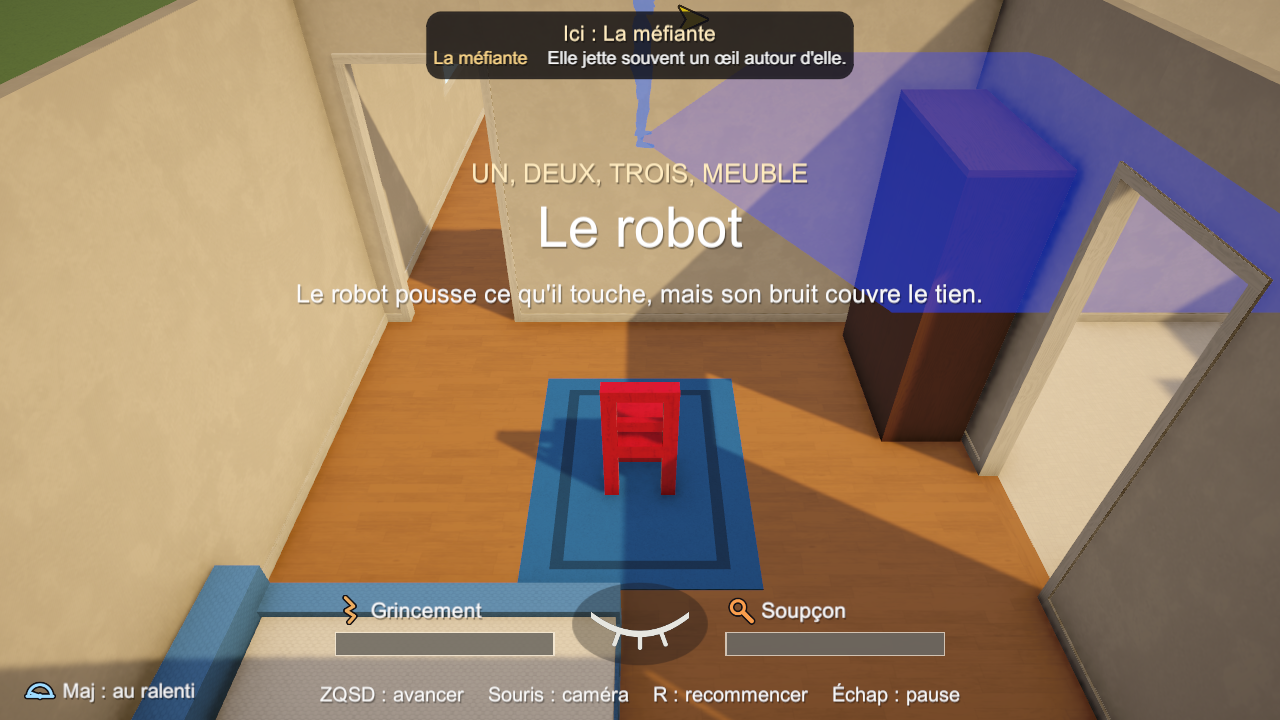 Ici : La méfiante
La méfiante Elle jette souvent un œil autour d'elle.
UN, DEUX, TROIS, MEUBLE
Le robot
Le robot pousse ce qu'il touche, mais son bruit couvre le tien.
Grincement
Soupçon
Maj : au ralenti
ZQSD : avancer Souris : caméra R : recommencer Échap : pause